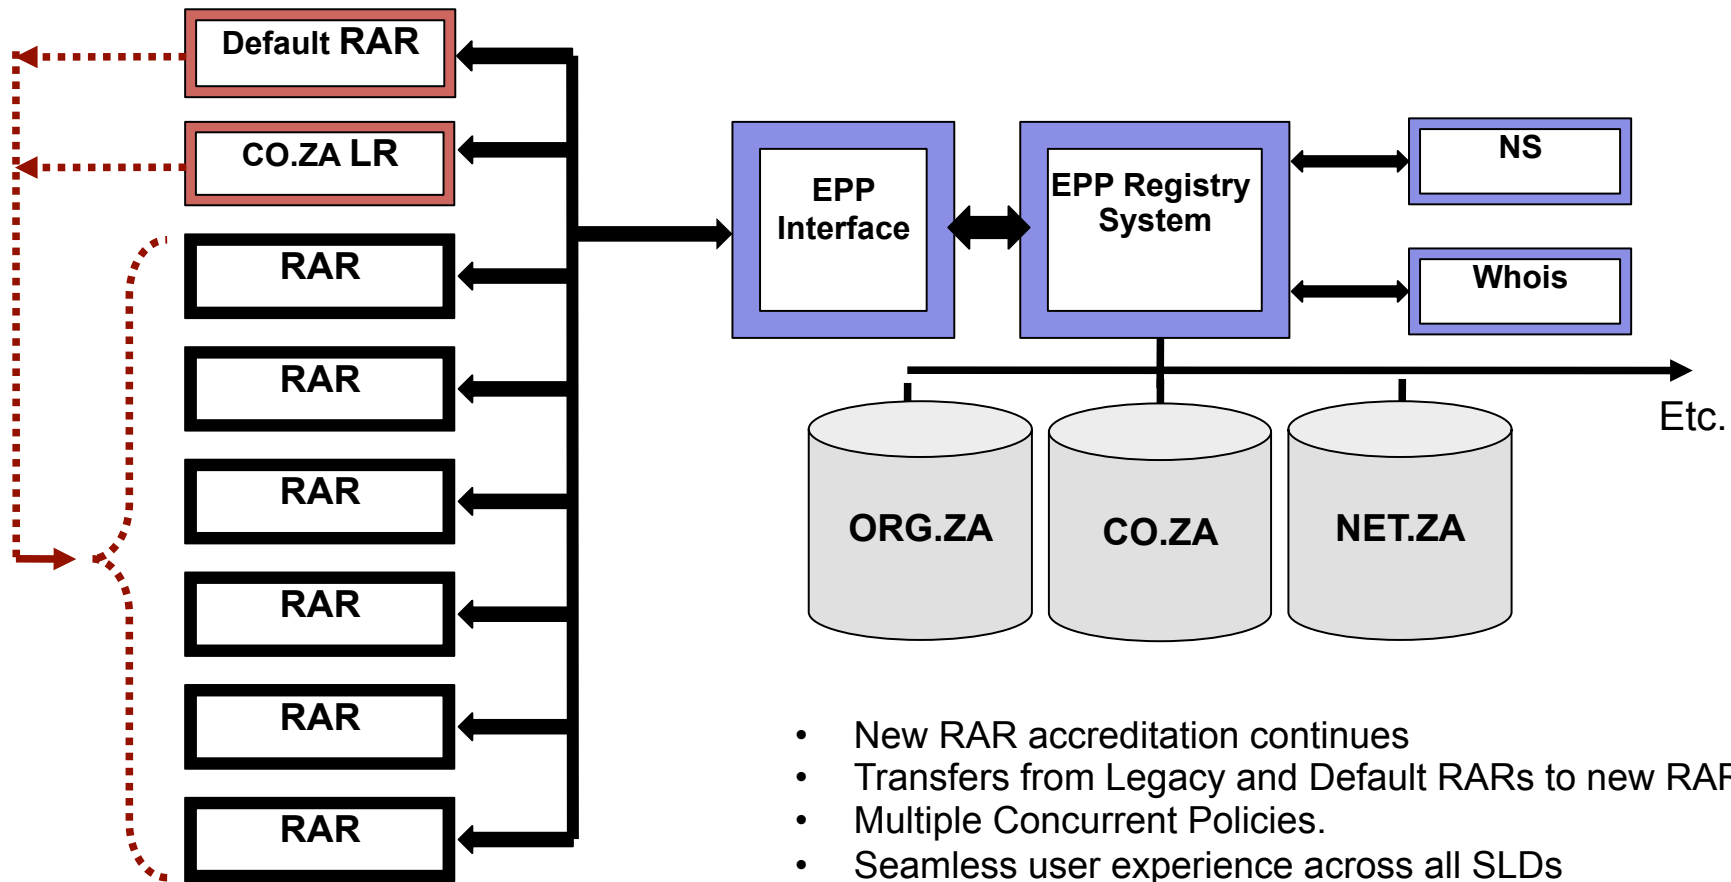 Default RAR
CO.ZA LR
RAR
RAR
RAR
RAR
RAR
RAR
EPP
Interface
EPP Registry
System
NS
Whois
Etc.
ORG.ZA
CO.ZA
NET.ZA
• New RAR accreditation continues
• Transfers from Legacy and Default RARs to new RAR
• Multiple Concurrent Policies.
• Seamless user experience across all SLDs